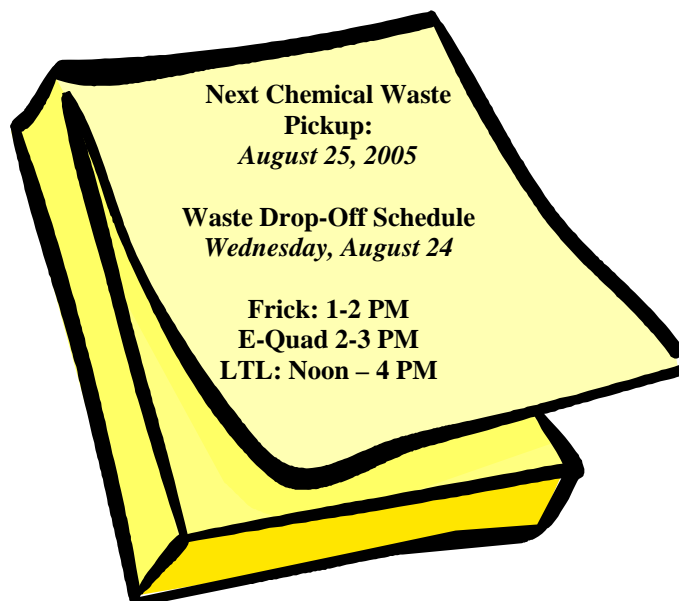 Next Chemical Waste
Pickup:
August 25, 2005
Waste Drop-Off Schedule
Wednesday, August 24
Frick: 1-2 PM
E-Quad 2-3 PM
LTL: Noon – 4 PM